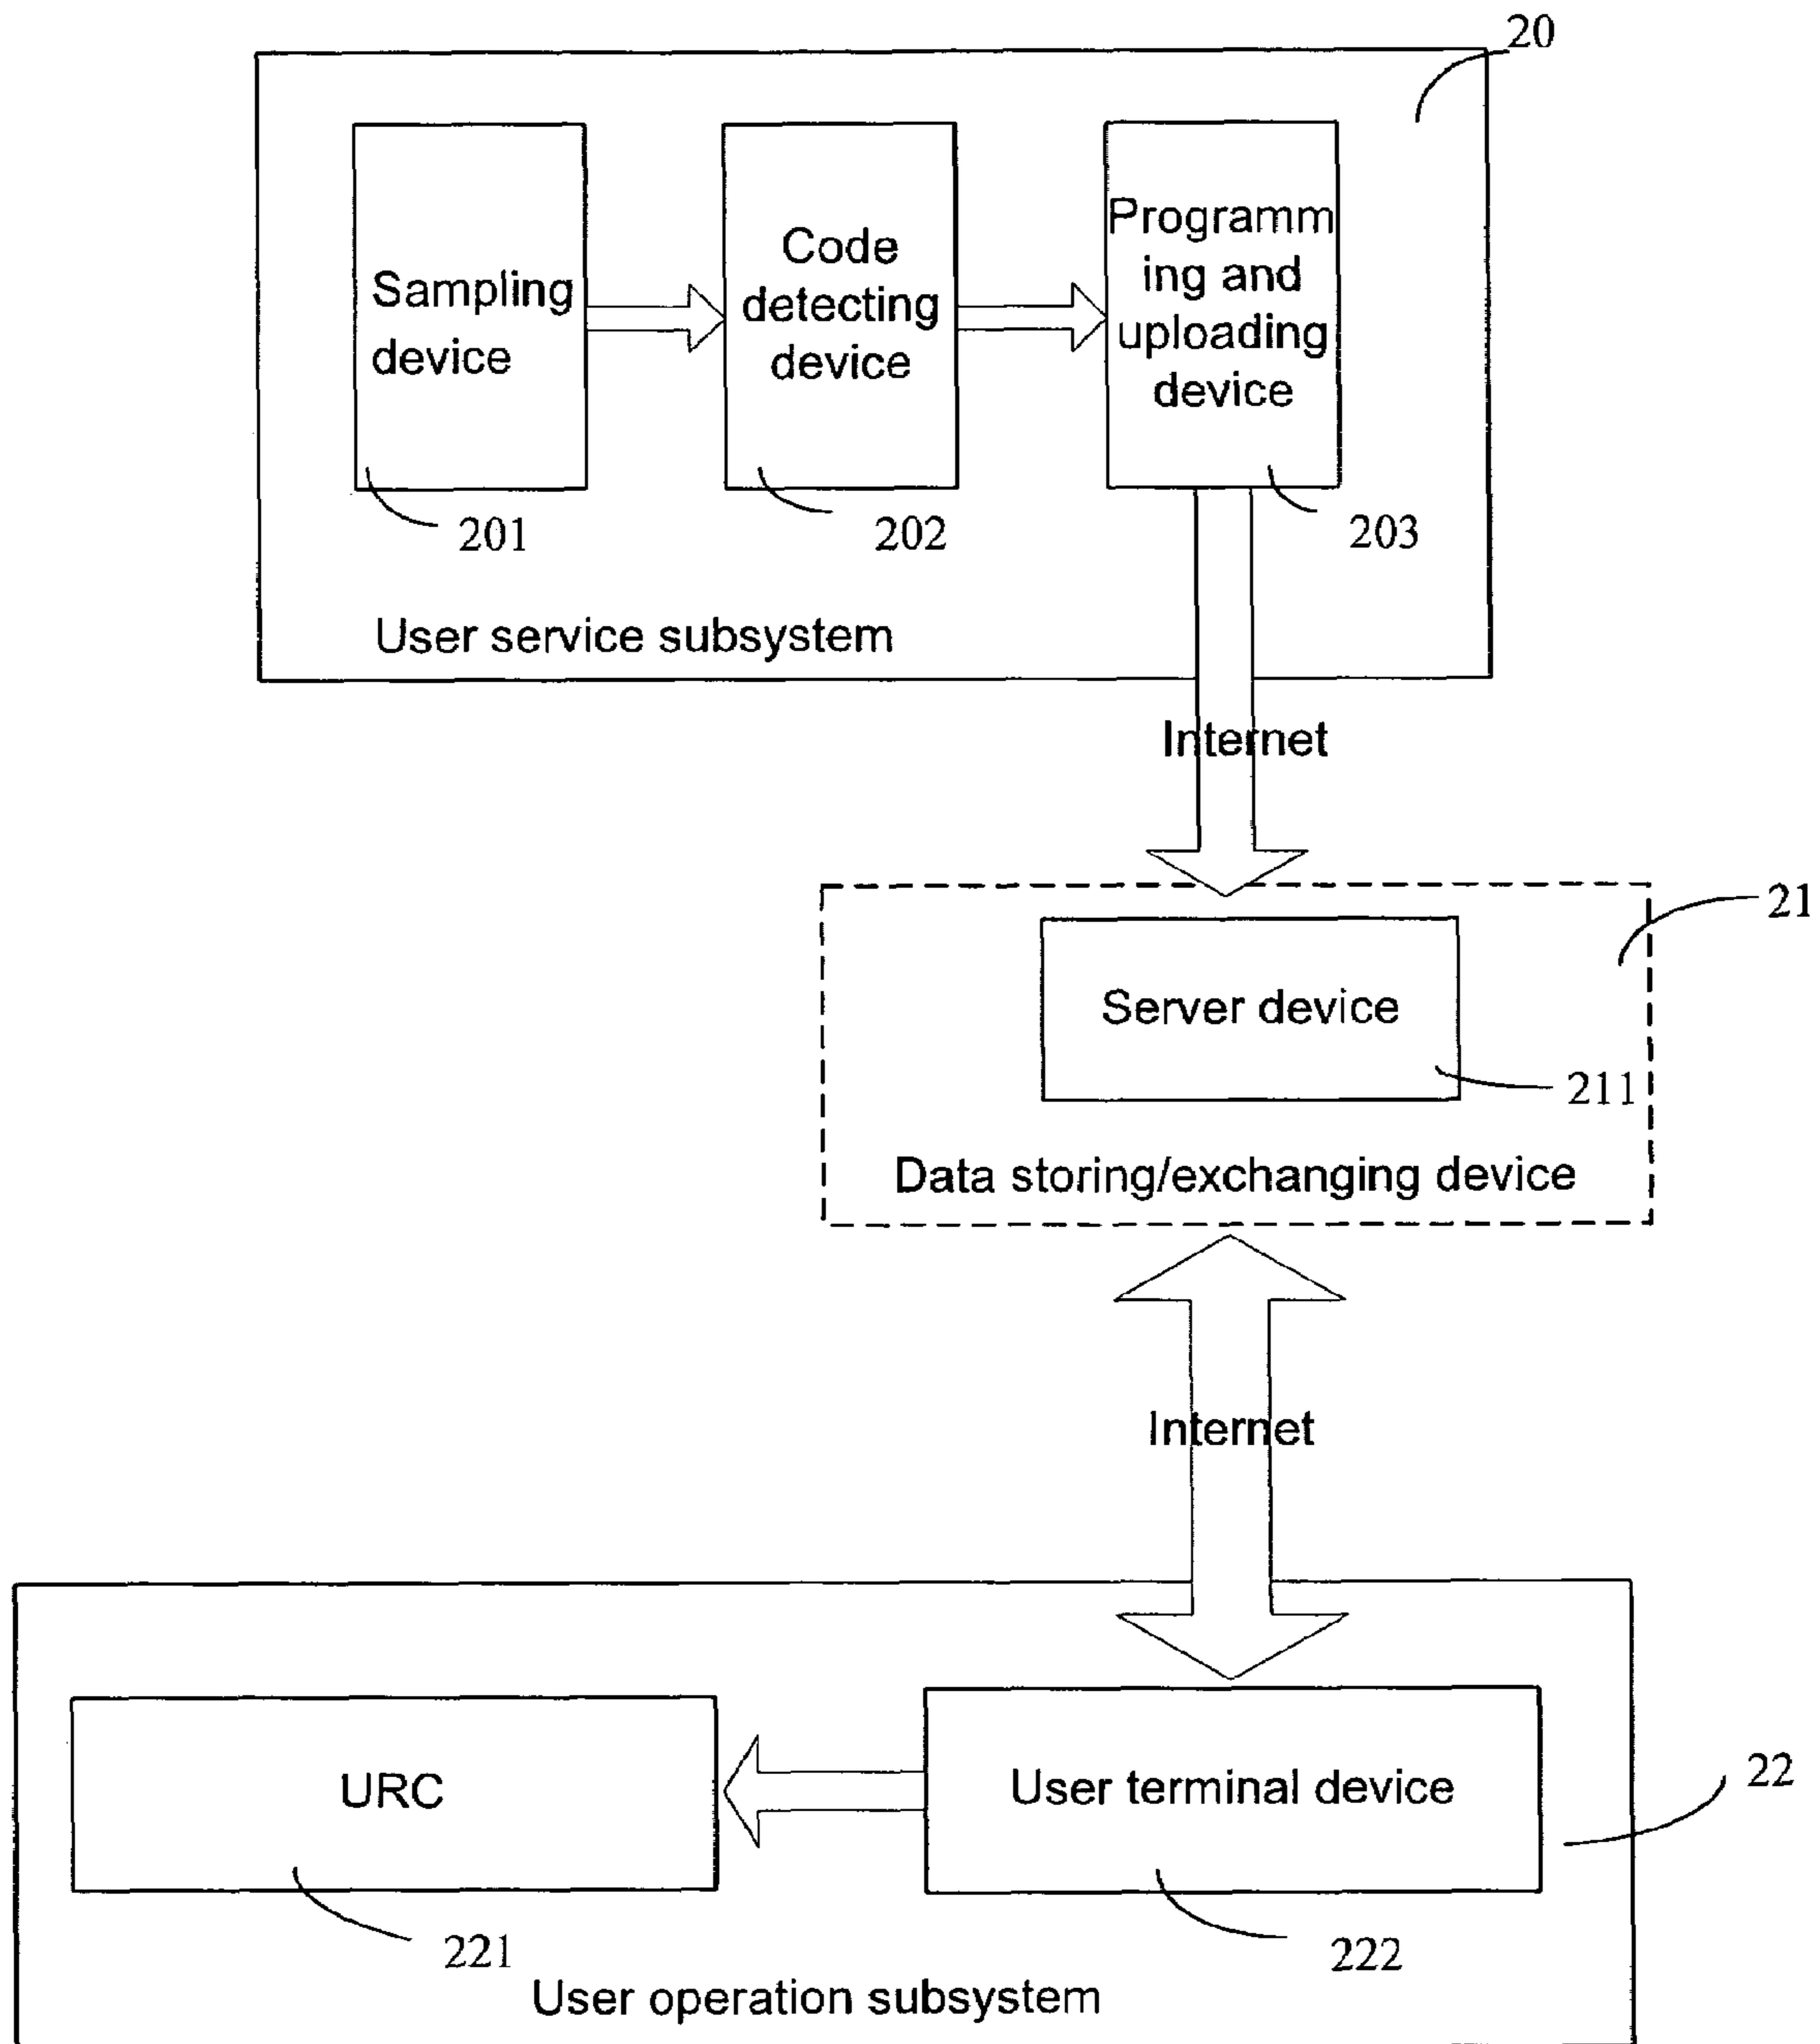 20
Sampling
device
Code
detecting
device
Programm
ing and
uploading
device
201
202
203
User service subsystem
Internet
21
Server device
211
Data storing/exchanging device
Internet
URC
User terminal device
22
221
222
User operation subsystem